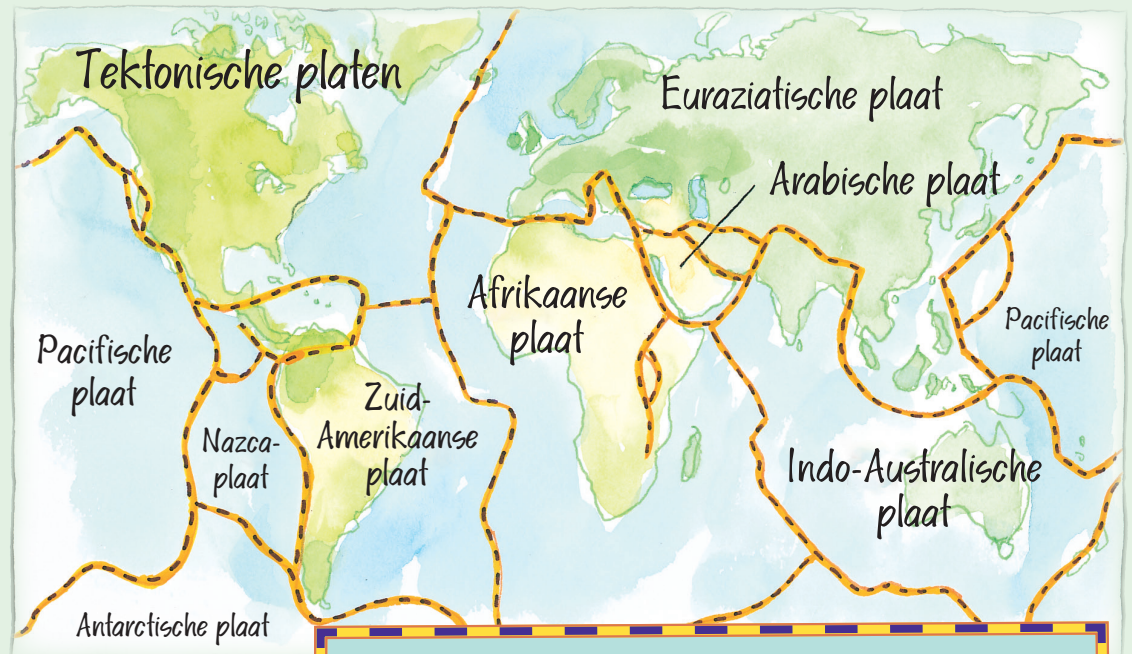 Tektonische platen
Euraziatische plaat
Arabische plaat
Afrikaanse
plaat
Pacifische
plaat
Pacifische
plaat
Zuid-
Amerikaanse
plaat
Nazca-
plaat
Indo-Australische
plaat
Antarctische plaat